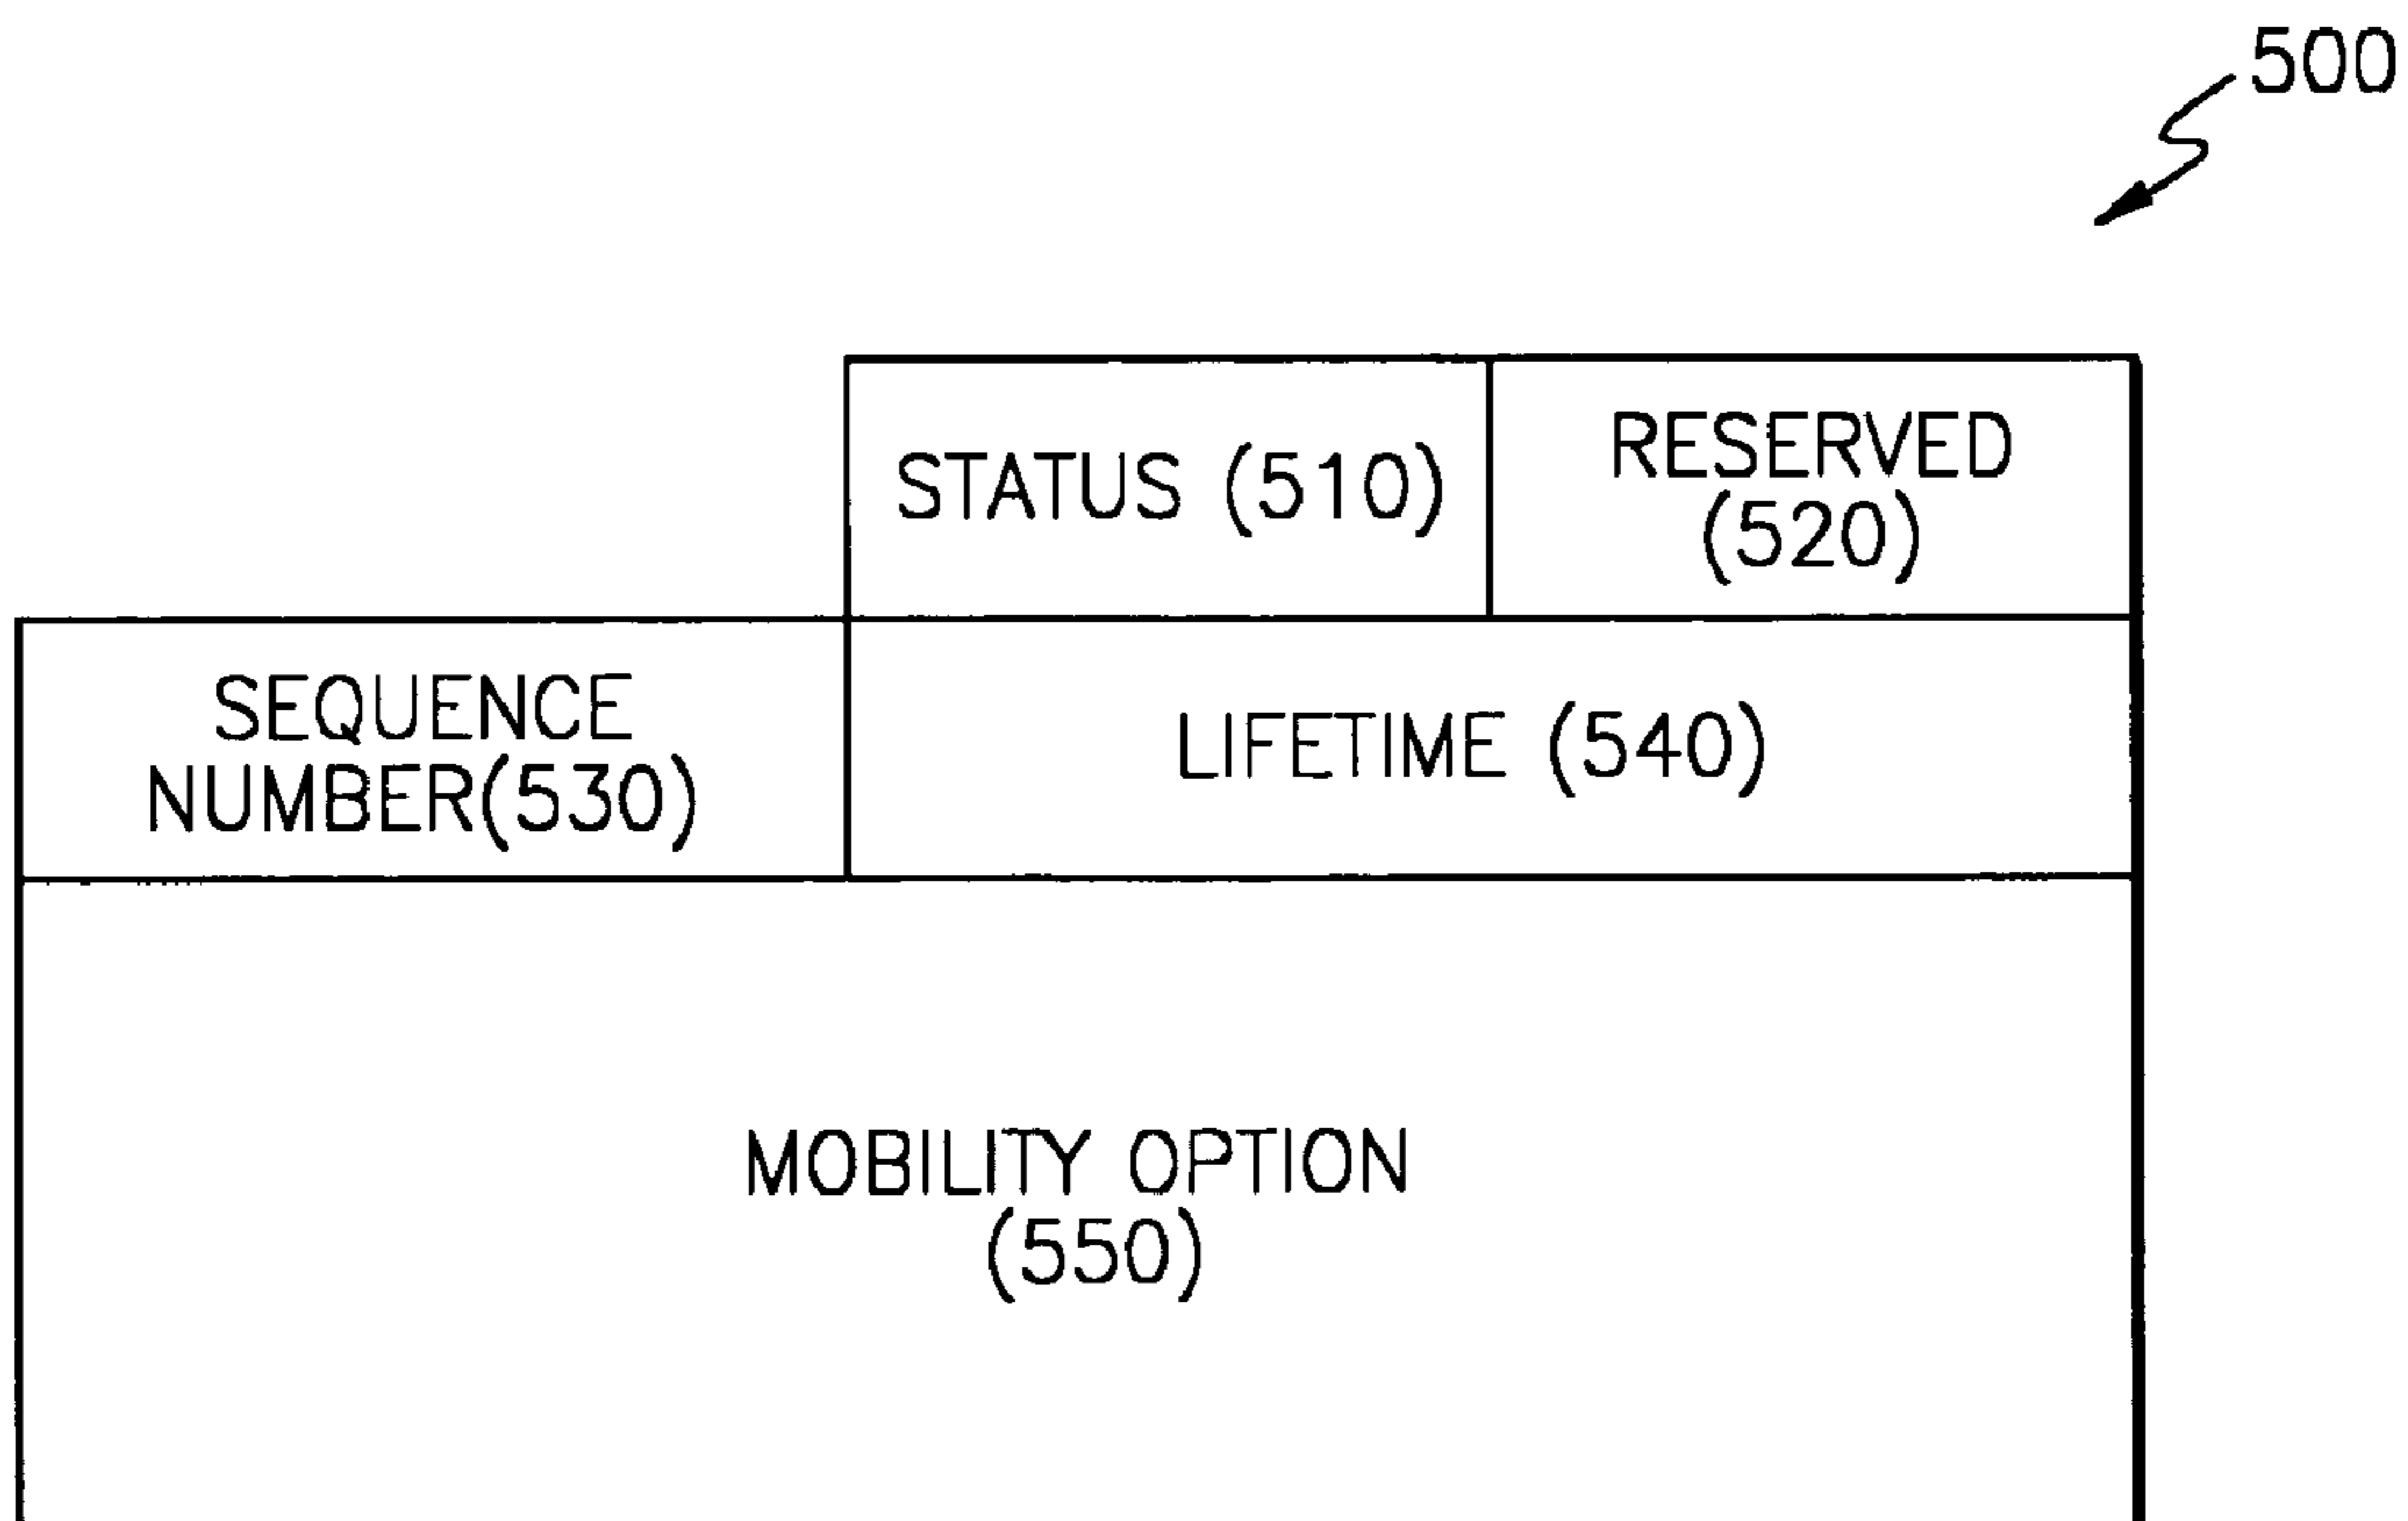 500
STATUS (510)
RESERVED
(520)
SEQUENCE
NUMBER(530)
LIFETIME (540)
MOBILITY OPTION
(550)